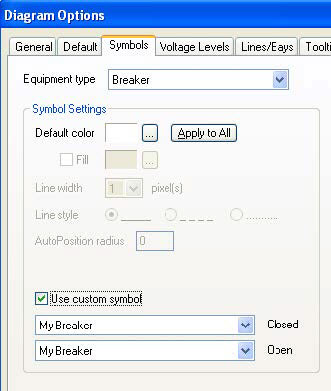 Diagram Options
General Default Symbols Voltage Levels Lines/Eays Toolti
Equipment type Breaker
Symbol Settings
Default color ... Apply to All
Fill ...
Line width 1 pixel(s)
Line style
AutoPosition radius 0
Use custom symbol
My Breaker Closed
My Breaker Open